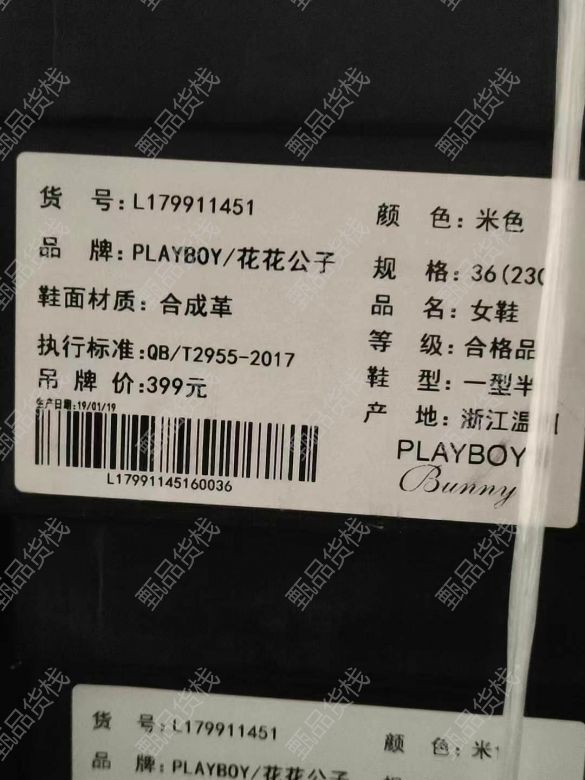 货 号:L179911451
品 牌:PLAYBOY/花花公子
鞋面材质:合成革
执行标准:QB/T2955-2017
吊 牌 价:399元
生产日期:19/01/19
L17991145160036
颜 色:米色
规 格:36(230
品 名:女鞋
等 级:合格品
鞋 型:一型半
产 地:浙江温
PLAYBOY
Bunny
货 号:L179911451
品 牌:PLAYBOY/花花公子
颜 色:米
甄品货栈